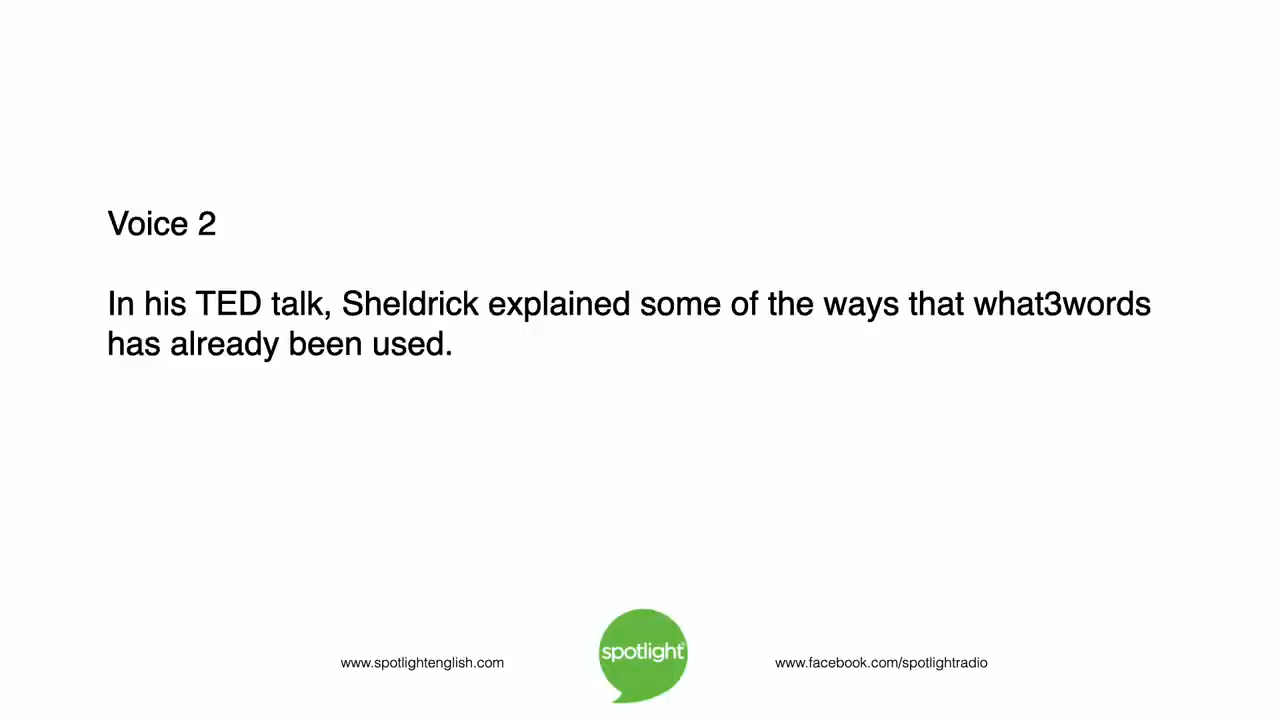 Voice 2
In his TED talk, Sheldrick explained some of the ways that what3words
has already been used.
www.spotlightenglish.com
spotlight
www.facebook.com/spotlightradio